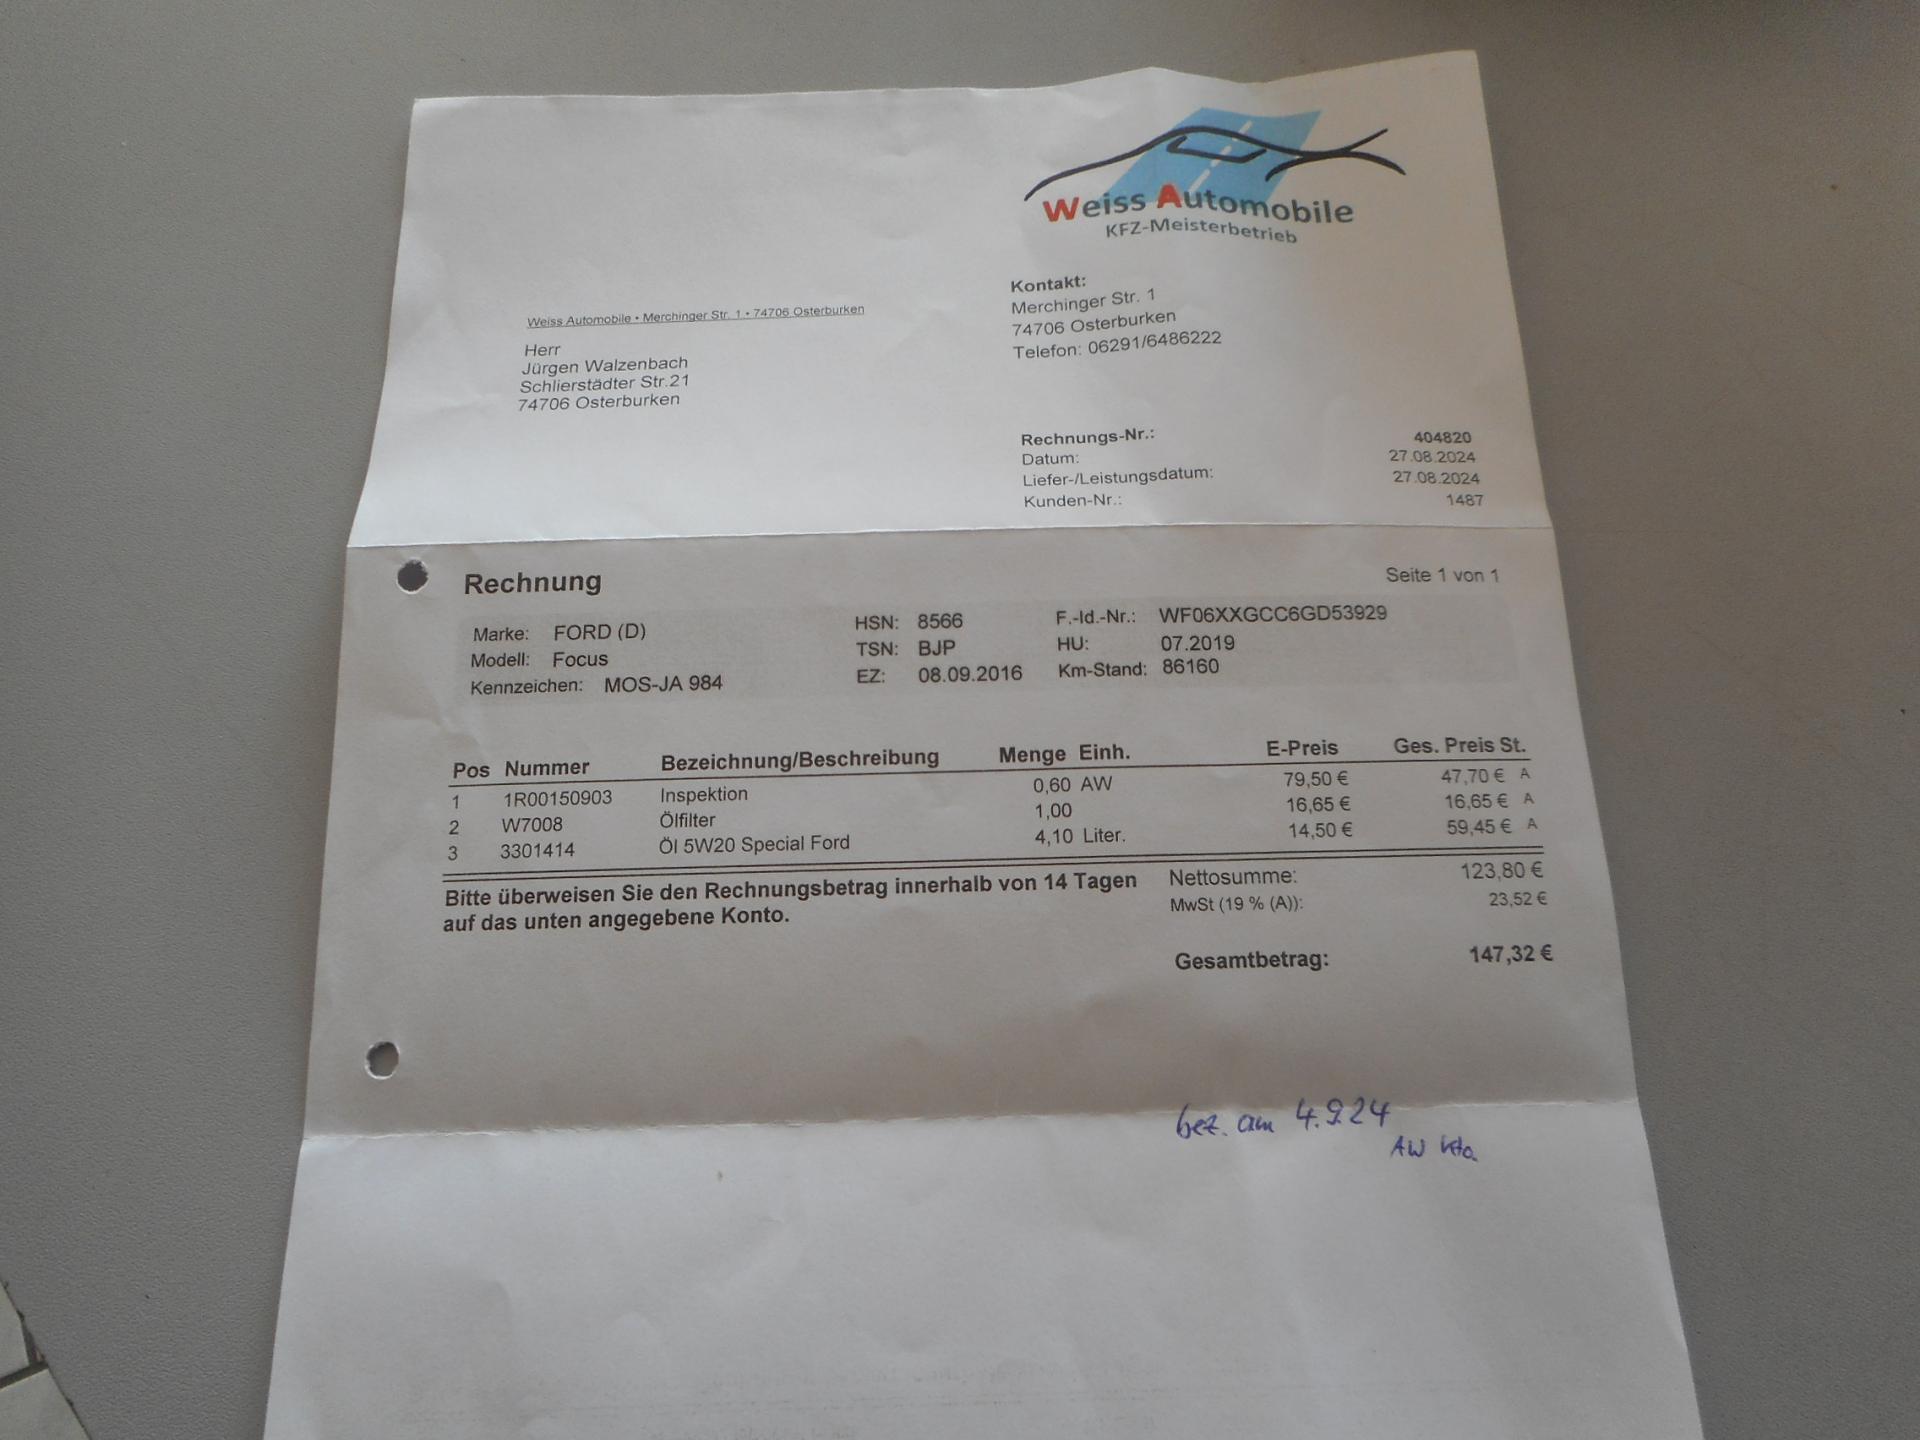 Weiss Automobile
KFZ-Meisterbetrieb
Kontakt:
Merchinger Str. 1
74706 Osterburken
Telefon: 06291/6486222
Weiss Automobile • Merchinger Str. 1 • 74706 Osterburken
Herr
Jürgen Walzenbach
Schlierstädter Str.21
74706 Osterburken
Rechnungs-Nr.: 404820
Datum: 27.08.2024
Liefer-/Leistungsdatum: 27.08.2024
Kunden-Nr.: 1487
Rechnung Seite 1 von 1
Marke: FORD (D) HSN: 8566 F.-Id.-Nr.: WF06XXGCC6GD53929
Modell: Focus TSN: BJP HU: 07.2019
Kennzeichen: MOS-JA 984 EZ: 08.09.2016 Km-Stand: 86160
Pos Nummer Bezeichnung/Beschreibung Menge Einh. E-Preis Ges. Preis St.
1 1R00150903 Inspektion 0,60 AW 79,50 € 47,70 € A
2 W7008 Ölfilter 1,00 16,65 € 16,65 € A
3 3301414 Öl 5W20 Special Ford 4,10 Liter. 14,50 € 59,45 € A
Bitte überweisen Sie den Rechnungsbetrag innerhalb von 14 Tagen
auf das unten angegebene Konto.
Nettosumme: 123,80 €
MwSt (19 % (A)): 23,52 €
Gesamtbetrag: 147,32 €
bez. am 4.9.24
AW Kto.